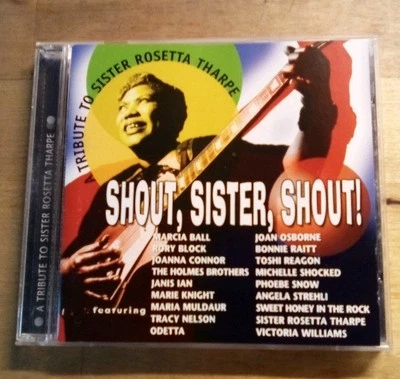 A TRIBUTE TO SISTER ROSETTA THARPE
A TRIBUTE TO SISTER ROSETTA THARPE
SHOUT, SISTER, SHOUT!
featuring
MARCIA BALL
RORY BLOCK
JOANNA CONNOR
THE HOLMES BROTHERS
JANIS IAN
MARIE KNIGHT
MARIA MULDAUR
TRACY NELSON
ODETTA
JOAN OSBORNE
BONNIE RAITT
TOSHI REAGON
MICHELLE SHOCKED
PHOEBE SNOW
ANGELA STREHLI
SWEET HONEY IN THE ROCK
SISTER ROSETTA THARPE
VICTORIA WILLIAMS